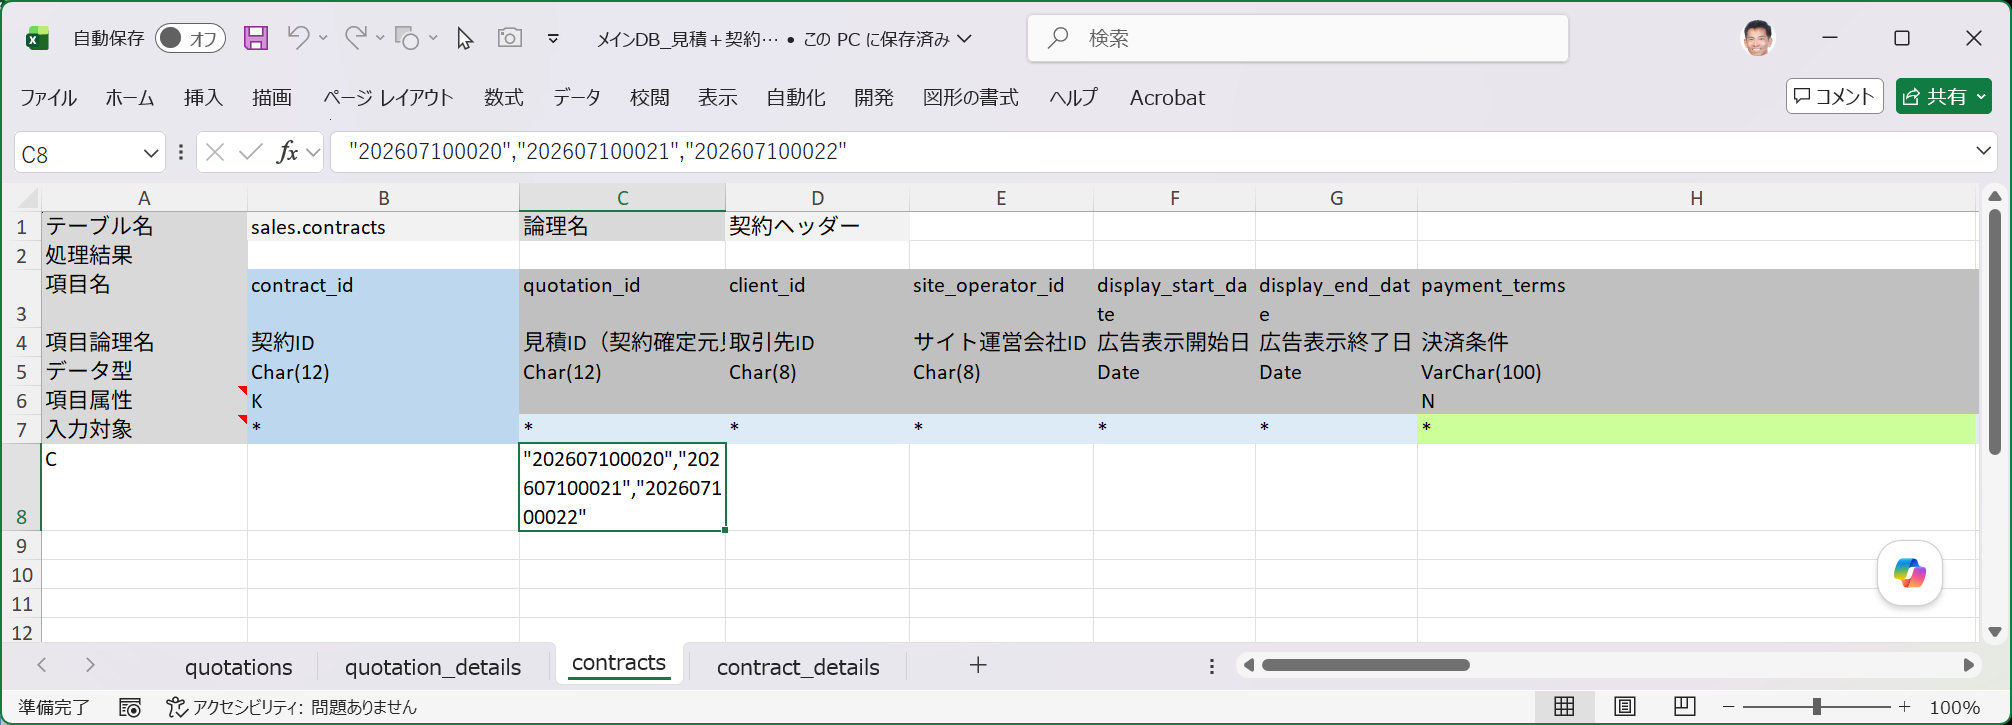 自動保存 オフ メインDB_見積＋契約… • この PC に保存済み 検索
ファイル ホーム 挿入 描画 ページ レイアウト 数式 データ 校閲 表示 自動化 開発 図形の書式 ヘルプ Acrobat コメント 共有
C8 fx "202607100020","202607100021","202607100022"
A B C D E F G H
1 テーブル名 sales.contracts 論理名 契約ヘッダー
2 処理結果
3 項目名 contract_id quotation_id client_id site_operator_id display_start_da display_end_dat payment_terms
te e
4 項目論理名 契約ID 見積ID（契約確定元 取引先ID サイト運営会社ID 広告表示開始日 広告表示終了日 決済条件
5 データ型 Char(12) Char(12) Char(8) Char(8) Date Date VarChar(100)
6 項目属性 K N
7 入力対象 * * * * * * *
8 C "202607100020","202
607100021","2026071
00022"
9
10
11
12
quotations quotation_details contracts contract_details
準備完了 アクセシビリティ: 問題ありません 100%